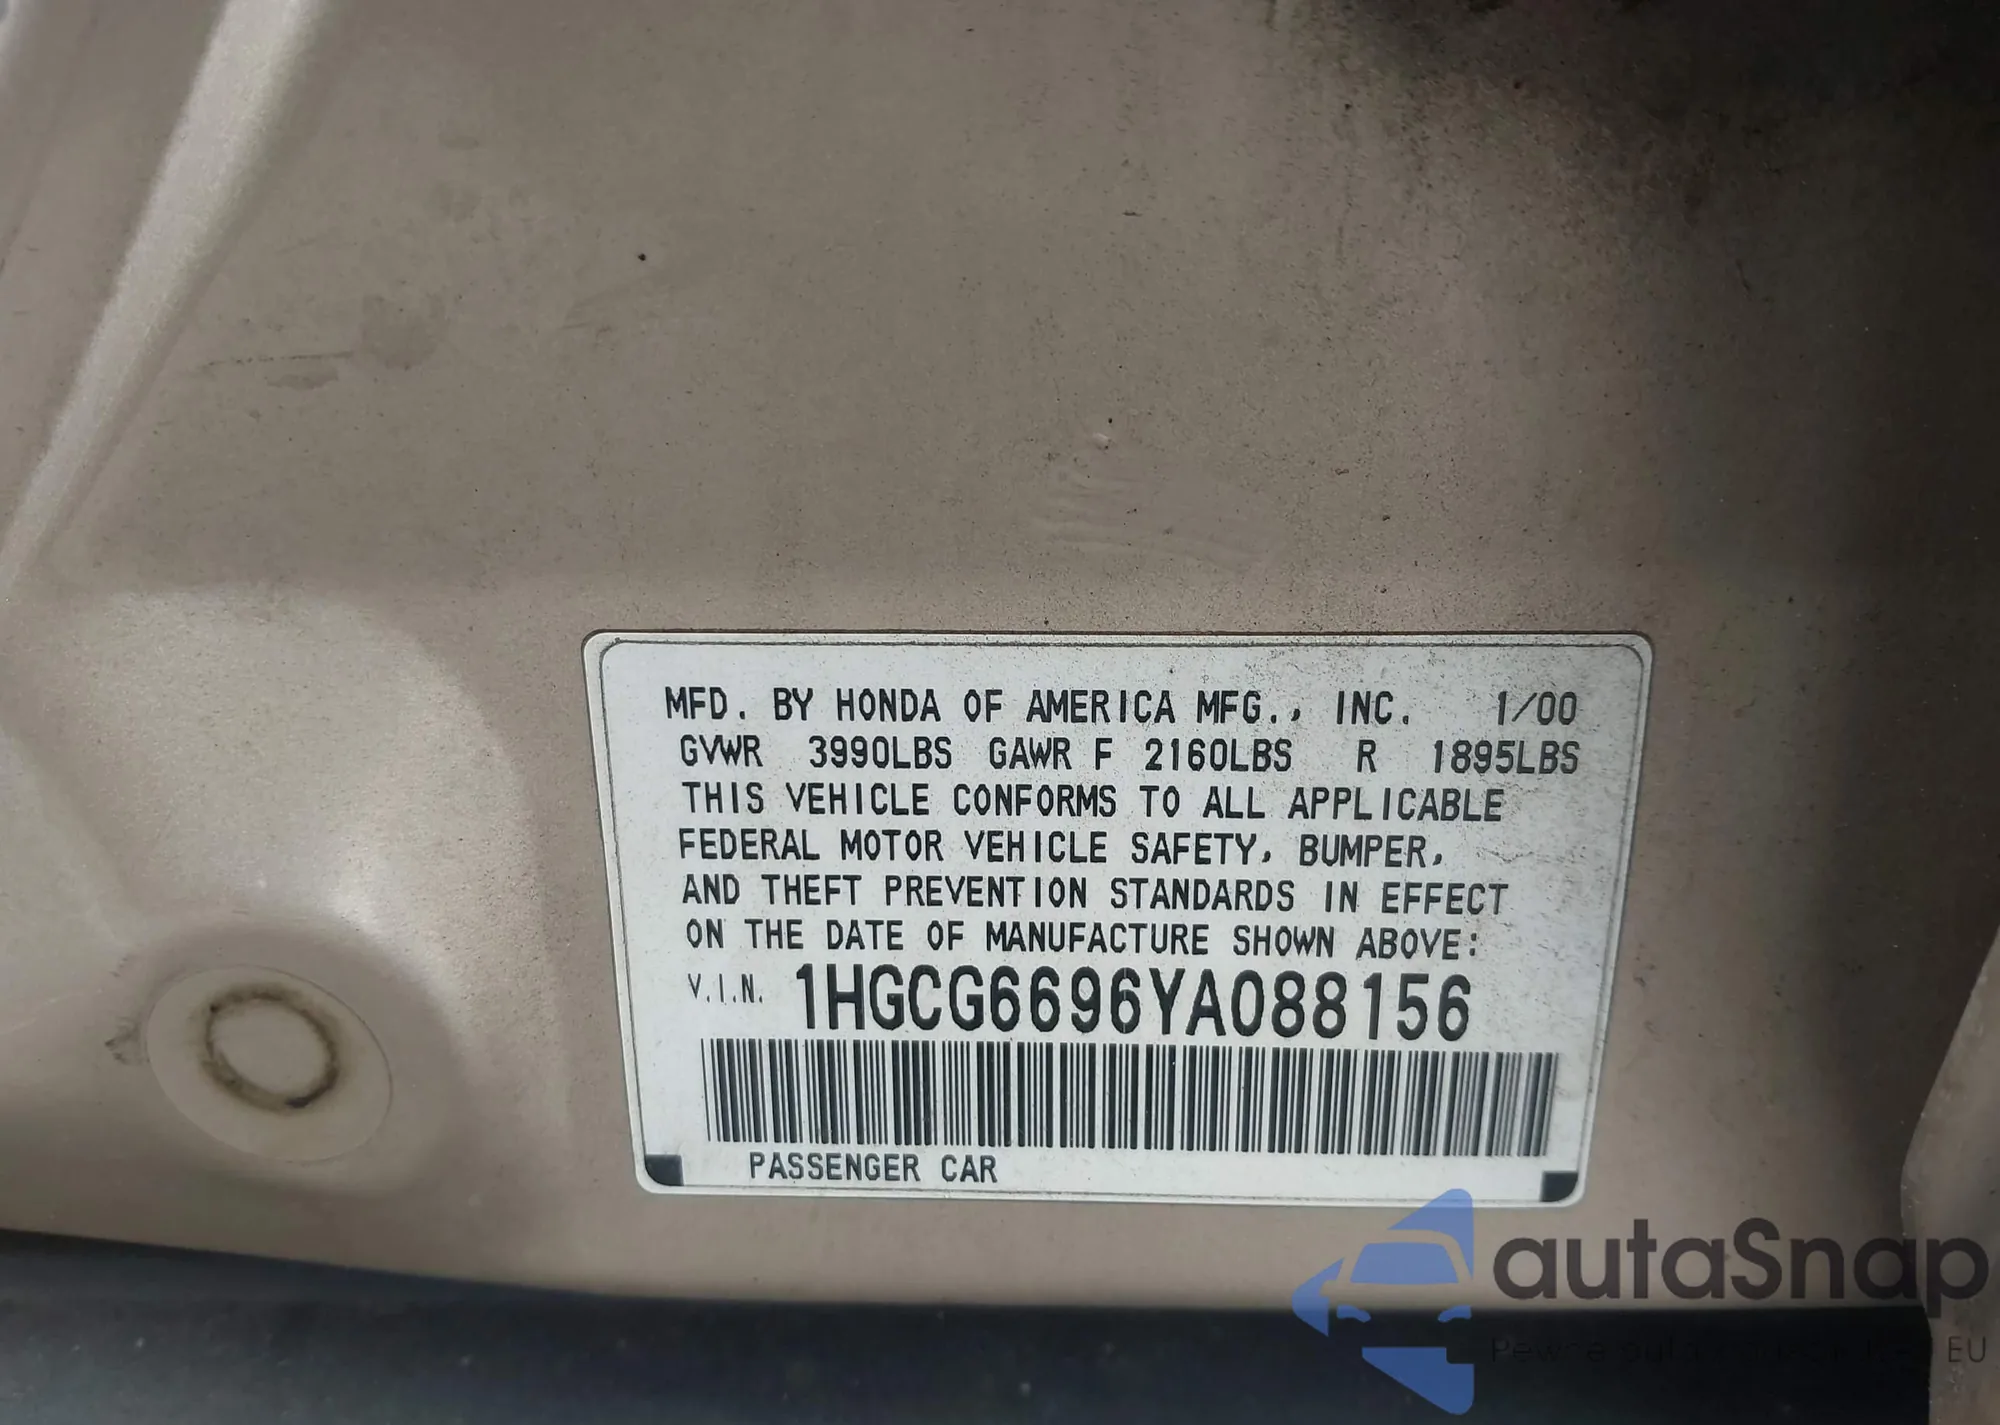 MFD. BY HONDA OF AMERICA MFG., INC. 1/00
GVWR 3990LBS GAWR F 2160LBS R 1895LBS
THIS VEHICLE CONFORMS TO ALL APPLICABLE
FEDERAL MOTOR VEHICLE SAFETY, BUMPER,
AND THEFT PREVENTION STANDARDS IN EFFECT
ON THE DATE OF MANUFACTURE SHOWN ABOVE:
V.I.N. 1HGCG6696YA088156
PASSENGER CAR
autaSnap
EU